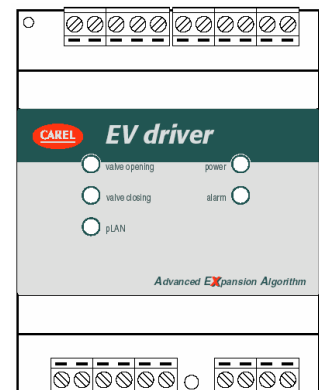 CAREL EV driver
valve opening power
valve closing alarm
pLAN
Advanced EXpansion Algorithm